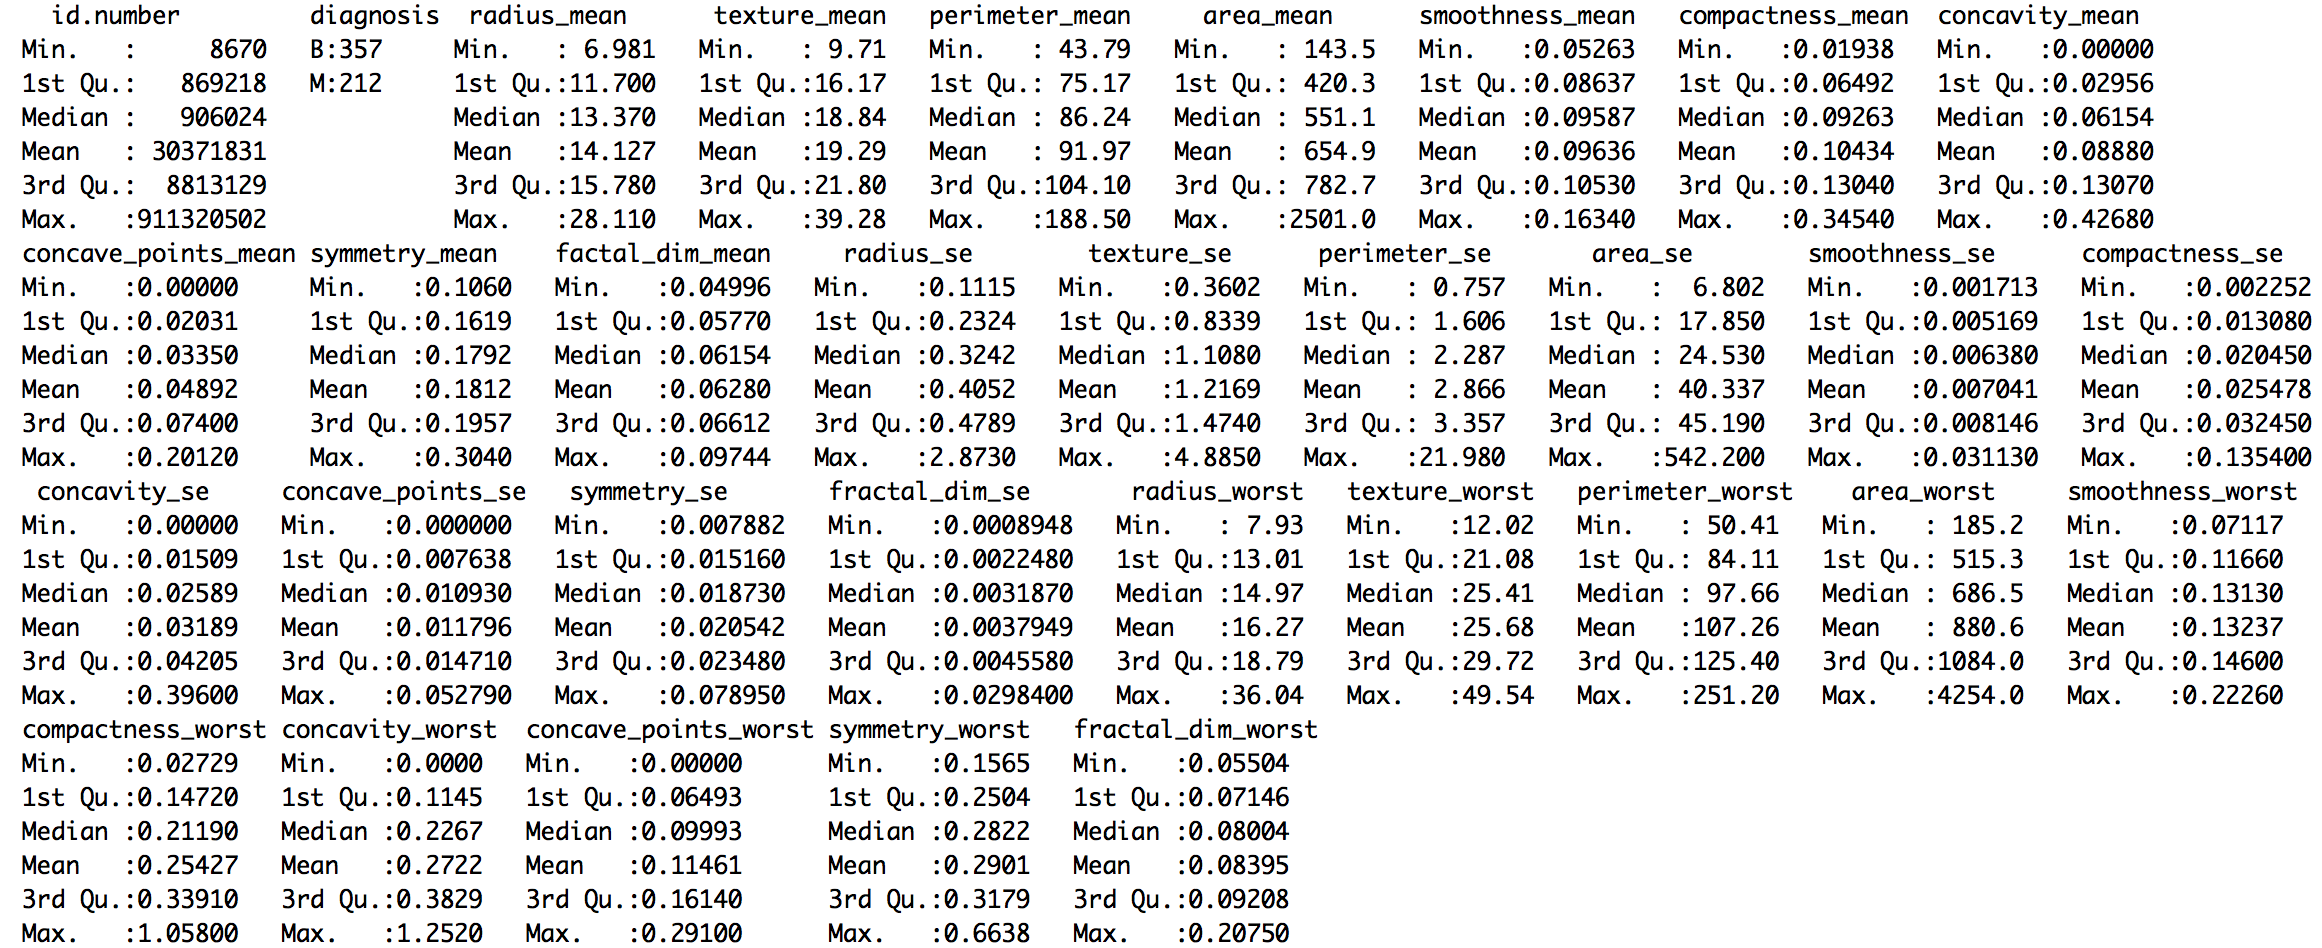 id.number diagnosis radius_mean texture_mean perimeter_mean area_mean smoothness_mean compactness_mean concavity_mean
Min. : 8670 B:357 Min. : 6.981 Min. : 9.71 Min. : 43.79 Min. : 143.5 Min. :0.05263 Min. :0.01938 Min. :0.00000
1st Qu.: 869218 M:212 1st Qu.:11.700 1st Qu.:16.17 1st Qu.: 75.17 1st Qu.: 420.3 1st Qu.:0.08637 1st Qu.:0.06492 1st Qu.:0.02956
Median : 906024 Median :13.370 Median :18.84 Median : 86.24 Median : 551.1 Median :0.09587 Median :0.09263 Median :0.06154
Mean : 30371831 Mean :14.127 Mean :19.29 Mean : 91.97 Mean : 654.9 Mean :0.09636 Mean :0.10434 Mean :0.08880
3rd Qu.: 8813129 3rd Qu.:15.780 3rd Qu.:21.80 3rd Qu.:104.10 3rd Qu.: 782.7 3rd Qu.:0.10530 3rd Qu.:0.13040 3rd Qu.:0.13070
Max. :911320502 Max. :28.110 Max. :39.28 Max. :188.50 Max. :2501.0 Max. :0.16340 Max. :0.34540 Max. :0.42680
concave_points_mean symmetry_mean factal_dim_mean radius_se texture_se perimeter_se area_se smoothness_se compactness_se
Min. :0.00000 Min. :0.1060 Min. :0.04996 Min. :0.1115 Min. :0.3602 Min. : 0.757 Min. : 6.802 Min. :0.001713 Min. :0.002252
1st Qu.:0.02031 1st Qu.:0.1619 1st Qu.:0.05770 1st Qu.:0.2324 1st Qu.:0.8339 1st Qu.: 1.606 1st Qu.: 17.850 1st Qu.:0.005169 1st Qu.:0.013080
Median :0.03350 Median :0.1792 Median :0.06154 Median :0.3242 Median :1.1080 Median : 2.287 Median : 24.530 Median :0.006380 Median :0.020450
Mean :0.04892 Mean :0.1812 Mean :0.06280 Mean :0.4052 Mean :1.2169 Mean : 2.866 Mean : 40.337 Mean :0.007041 Mean :0.025478
3rd Qu.:0.07400 3rd Qu.:0.1957 3rd Qu.:0.06612 3rd Qu.:0.4789 3rd Qu.:1.4740 3rd Qu.: 3.357 3rd Qu.: 45.190 3rd Qu.:0.008146 3rd Qu.:0.032450
Max. :0.20120 Max. :0.3040 Max. :0.09744 Max. :2.8730 Max. :4.8850 Max. :21.980 Max. :542.200 Max. :0.031130 Max. :0.135400
concavity_se concave_points_se symmetry_se fractal_dim_se radius_worst texture_worst perimeter_worst area_worst smoothness_worst
Min. :0.00000 Min. :0.000000 Min. :0.007882 Min. :0.0008948 Min. : 7.93 Min. :12.02 Min. : 50.41 Min. : 185.2 Min. :0.07117
1st Qu.:0.01509 1st Qu.:0.007638 1st Qu.:0.015160 1st Qu.:0.0022480 1st Qu.:13.01 1st Qu.:21.08 1st Qu.: 84.11 1st Qu.: 515.3 1st Qu.:0.11660
Median :0.02589 Median :0.010930 Median :0.018730 Median :0.0031870 Median :14.97 Median :25.41 Median : 97.66 Median : 686.5 Median :0.13130
Mean :0.03189 Mean :0.011796 Mean :0.020542 Mean :0.0037949 Mean :16.27 Mean :25.68 Mean :107.26 Mean : 880.6 Mean :0.13237
3rd Qu.:0.04205 3rd Qu.:0.014710 3rd Qu.:0.023480 3rd Qu.:0.0045580 3rd Qu.:18.79 3rd Qu.:29.72 3rd Qu.:125.40 3rd Qu.:1084.0 3rd Qu.:0.14600
Max. :0.39600 Max. :0.052790 Max. :0.078950 Max. :0.0298400 Max. :36.04 Max. :49.54 Max. :251.20 Max. :4254.0 Max. :0.22260
compactness_worst concavity_worst concave_points_worst symmetry_worst fractal_dim_worst
Min. :0.02729 Min. :0.0000 Min. :0.00000 Min. :0.1565 Min. :0.05504
1st Qu.:0.14720 1st Qu.:0.1145 1st Qu.:0.06493 1st Qu.:0.2504 1st Qu.:0.07146
Median :0.21190 Median :0.2267 Median :0.09993 Median :0.2822 Median :0.08004
Mean :0.25427 Mean :0.2722 Mean :0.11461 Mean :0.2901 Mean :0.08395
3rd Qu.:0.33910 3rd Qu.:0.3829 3rd Qu.:0.16140 3rd Qu.:0.3179 3rd Qu.:0.09208
Max. :1.05800 Max. :1.2520 Max. :0.29100 Max. :0.6638 Max. :0.20750